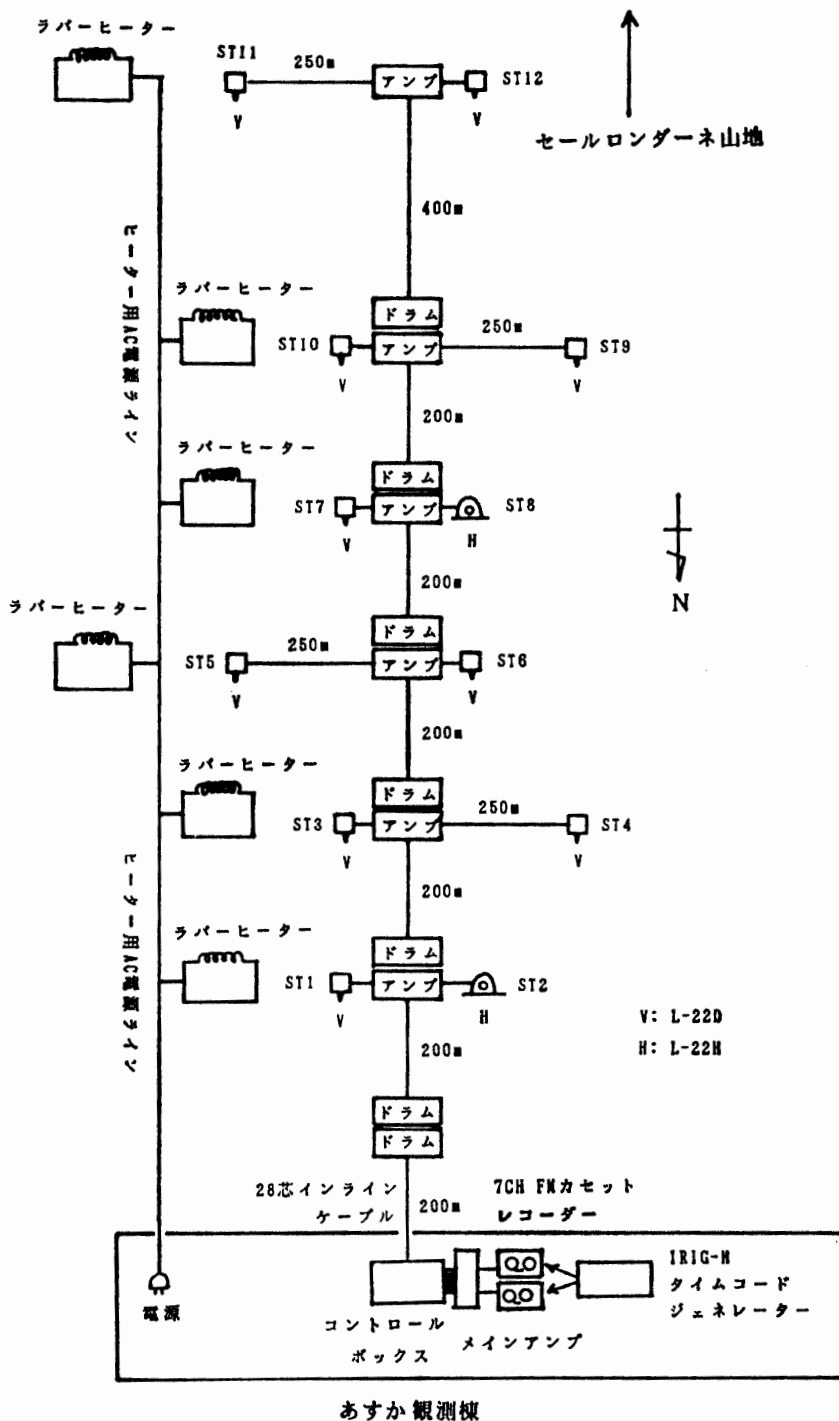 ラバーヒーター
ST11
250m
アンプ
ST12
V
V
セールロンダーネ山地
400m
ヒーター用AC電源ライン
ラバーヒーター
ドラム
ST10
アンプ
250m
ST9
V
V
200m
ラバーヒーター
ドラム
ST7
アンプ
ST8
V
H
N
200m
ラバーヒーター
ドラム
ST5
250m
アンプ
ST6
V
V
200m
ラバーヒーター
ドラム
ST3
アンプ
250m
ST4
V
V
ヒーター用AC電源ライン
200m
ラバーヒーター
ドラム
ST1
アンプ
ST2
V
H
V: L-22D
H: L-22H
200m
ドラム
ドラム
28芯インライン
ケーブル
200m
7CH FMカセット
レコーダー
IRIG-H
タイムコード
ジェネレーター
電源
コントロール
ボックス
メインアンプ
あすか観測棟